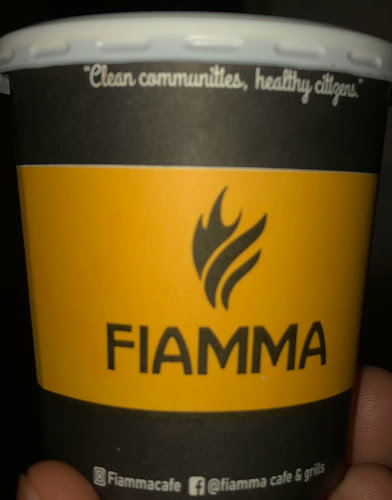 "Clean communities, healthy citizens."
FIAMMA
Fiammacafe @fiamma cafe & grills